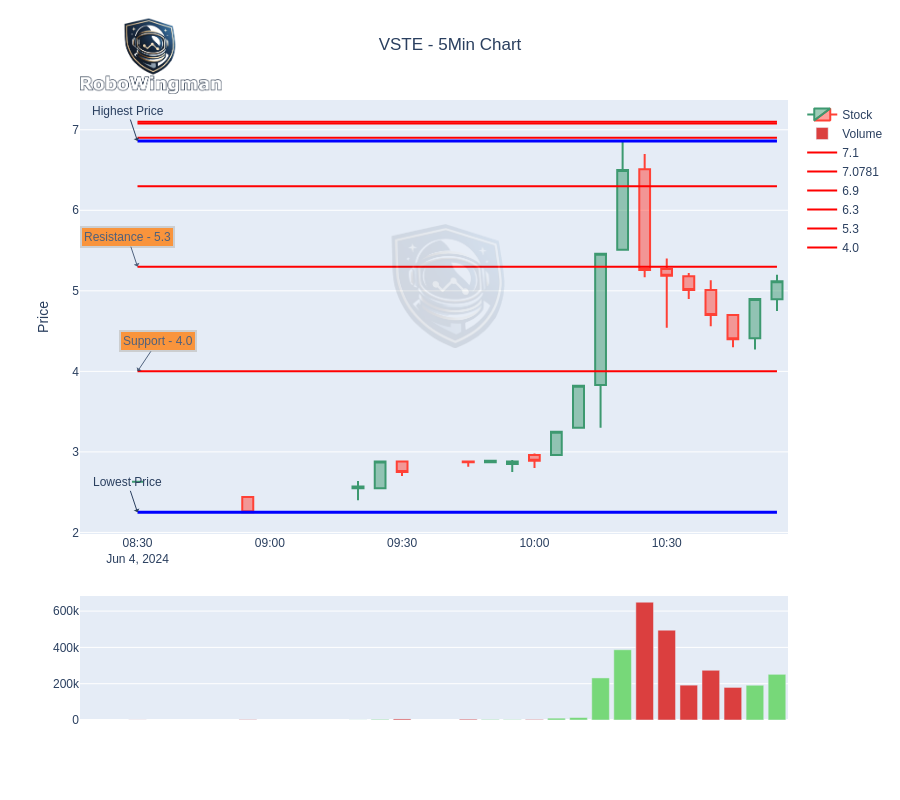 VSTE - 5Min Chart
RoboWingman
Highest Price
Resistance - 5.3
Support - 4.0
Lowest Price
Price
7
6
5
4
3
2
08:30
Jun 4, 2024
09:00
09:30
10:00
10:30
Stock
Volume
7.1
7.0781
6.9
6.3
5.3
4.0
600k
400k
200k
0